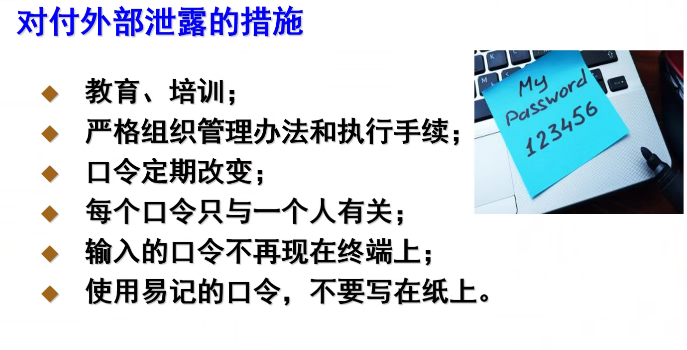 对付外部泄露的措施
教育、培训；
严格组织管理办法和执行手续；
口令定期改变；
每个口令只与一个人有关；
输入的口令不再现在终端上；
使用易记的口令，不要写在纸上。
My
Password
123456